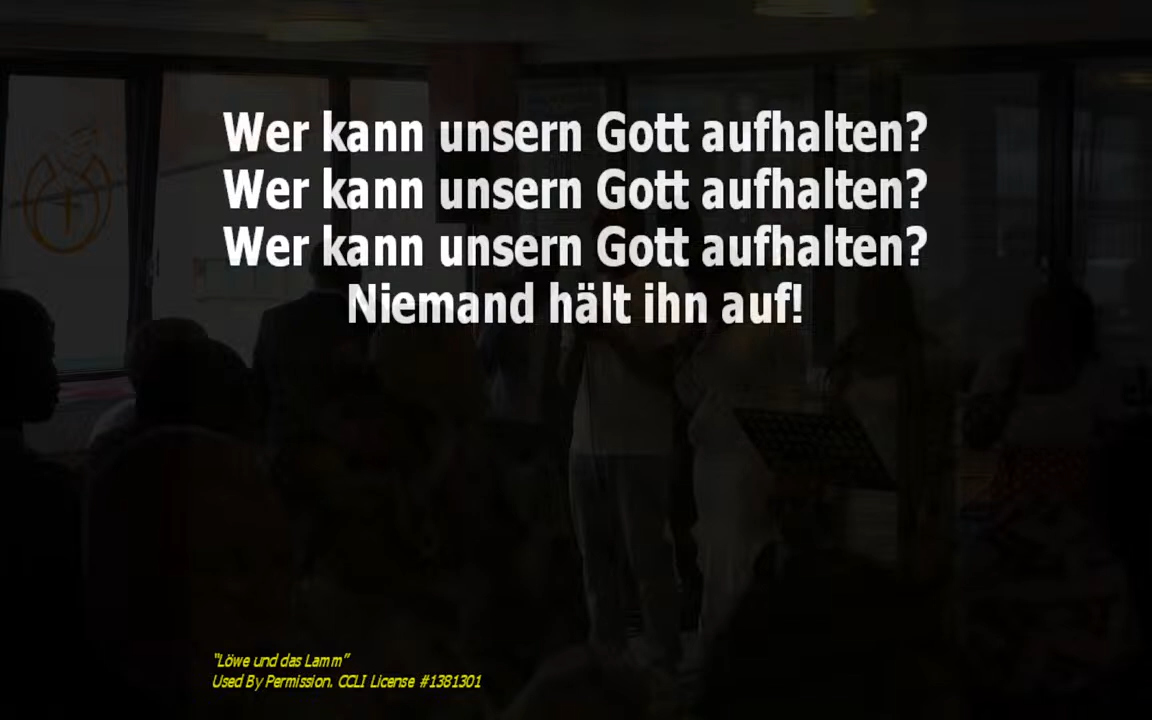 Wer kann unsern Gott aufhalten?
Wer kann unsern Gott aufhalten?
Wer kann unsern Gott aufhalten?
Niemand hält ihn auf!
"Löwe und das Lamm"
Used By Permission. CCLI License #1381301